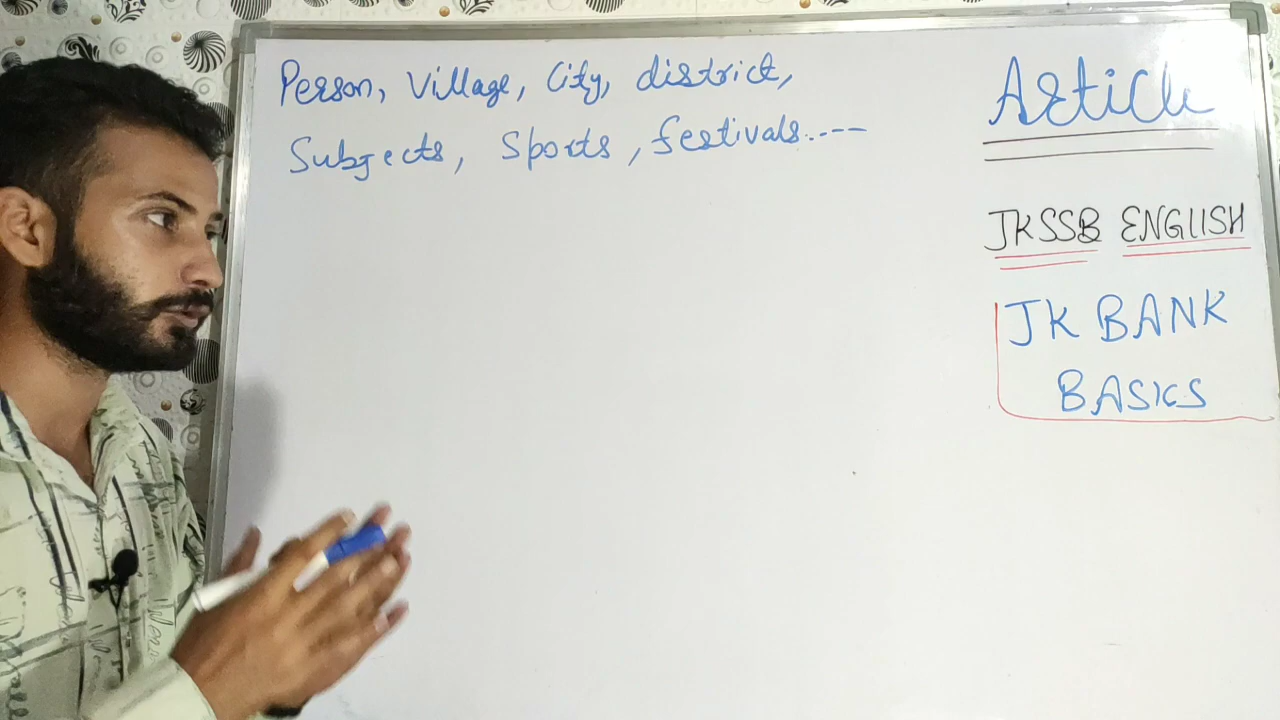 Person, Village, City, district,
Subjects, Sports, festivals....---
Article
JKSSB ENGLISH
JK BANK
BASICS